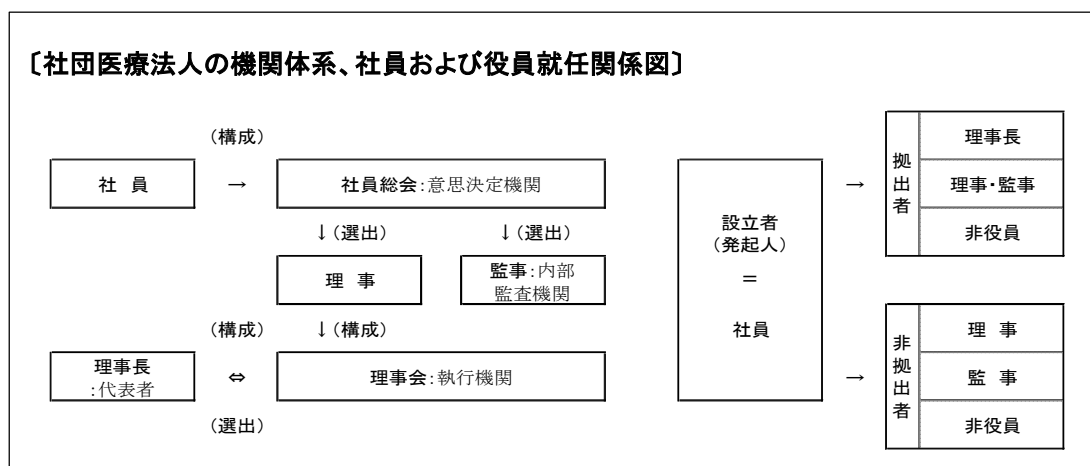 〔社団医療法人の機関体系、社員および役員就任関係図〕
(構成)
社 員
→
社員総会:意思決定機関
↓(選出)
↓(選出)
理 事
監事:内部
監査機関
(構成)
↓(構成)
理事長
:代表者
⇔
理事会:執行機関
(選出)
設立者
(発起人)
=
社員
→
拠出者
理事長
理事・監事
非役員
→
非拠出者
理 事
監 事
非役員